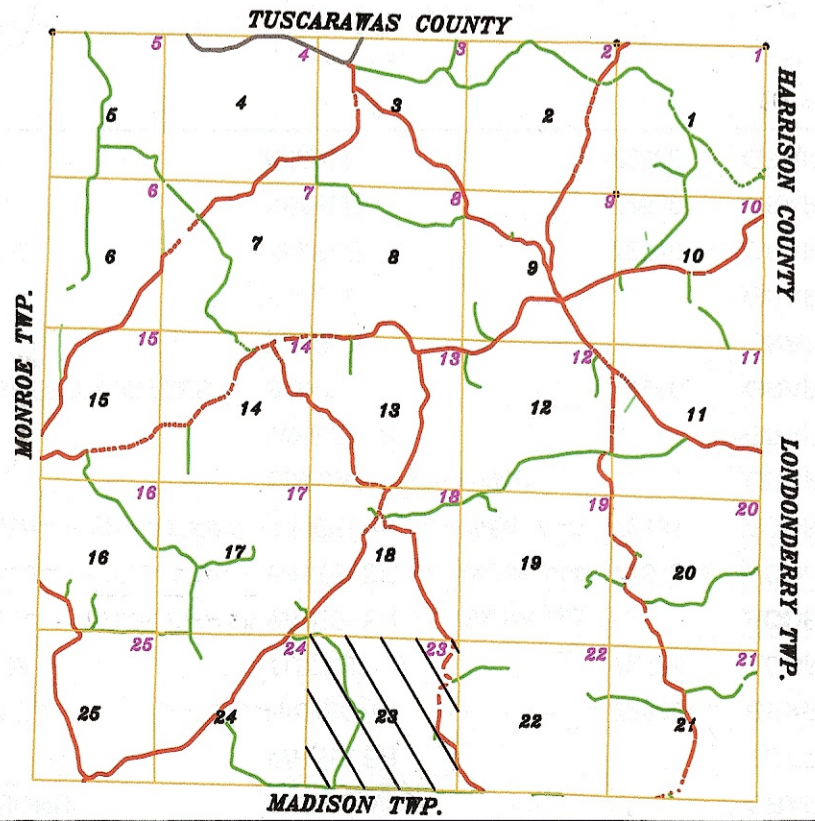 TUSCARAWAS COUNTY
5 4 3 2 1
5 4 3 2 1
6 7 8 9 10
6 7 8 9 10
HARRISON COUNTY
MONROE TWP.
15 14 13 12 11
15 14 13 12 11
LONDONDERRY TWP.
16 17 18 19 20
16 17 18 19 20
25 24 23 22 21
25 24 23 22 21
MADISON TWP.